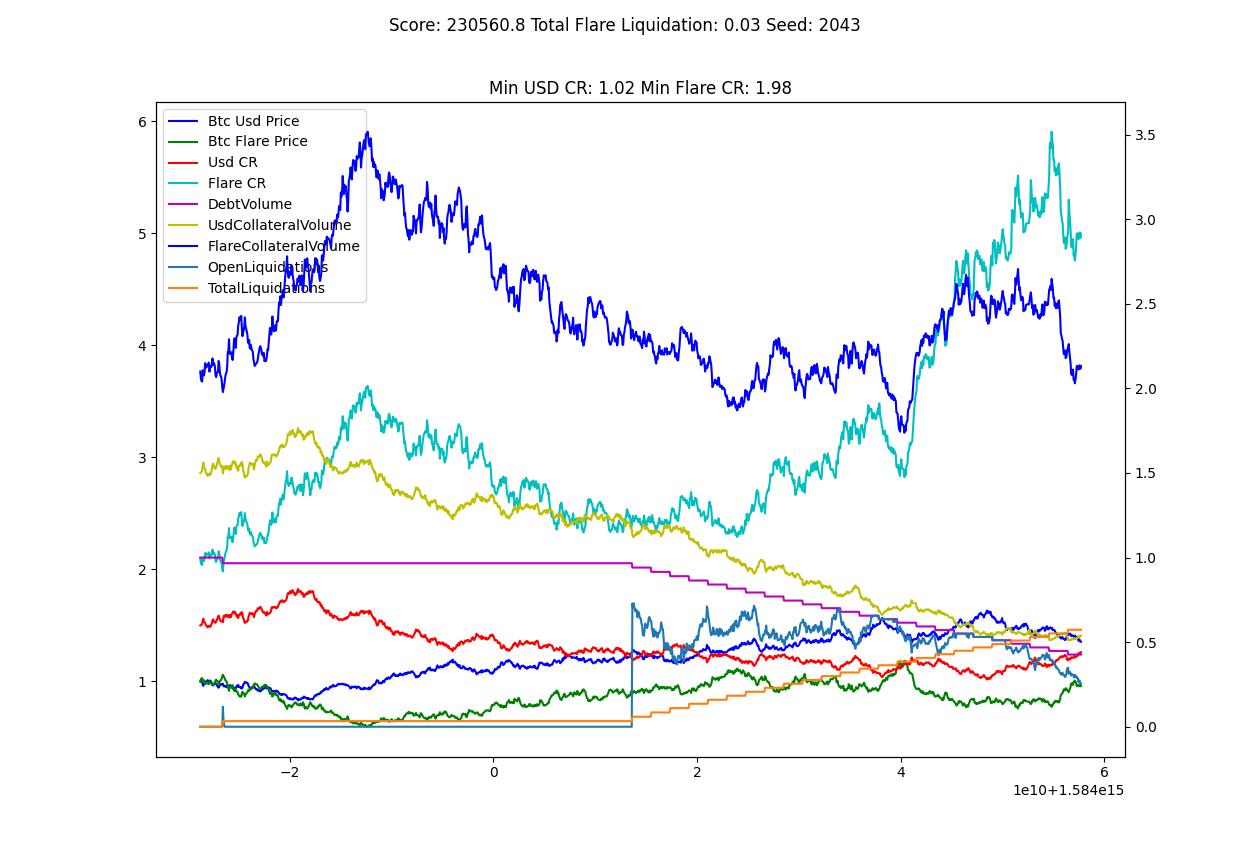 Score: 230560.8 Total Flare Liquidation: 0.03 Seed: 2043
Min USD CR: 1.02 Min Flare CR: 1.98
Btc Usd Price
Btc Flare Price
Usd CR
Flare CR
DebtVolume
UsdCollateralVolume
FlareCollateralVolume
OpenLiquidations
TotalLiquidations
6
5
4
3
2
1
3.5
3.0
2.5
2.0
1.5
1.0
0.5
0.0
−2
0
2
4
6
1e10+1.584e15